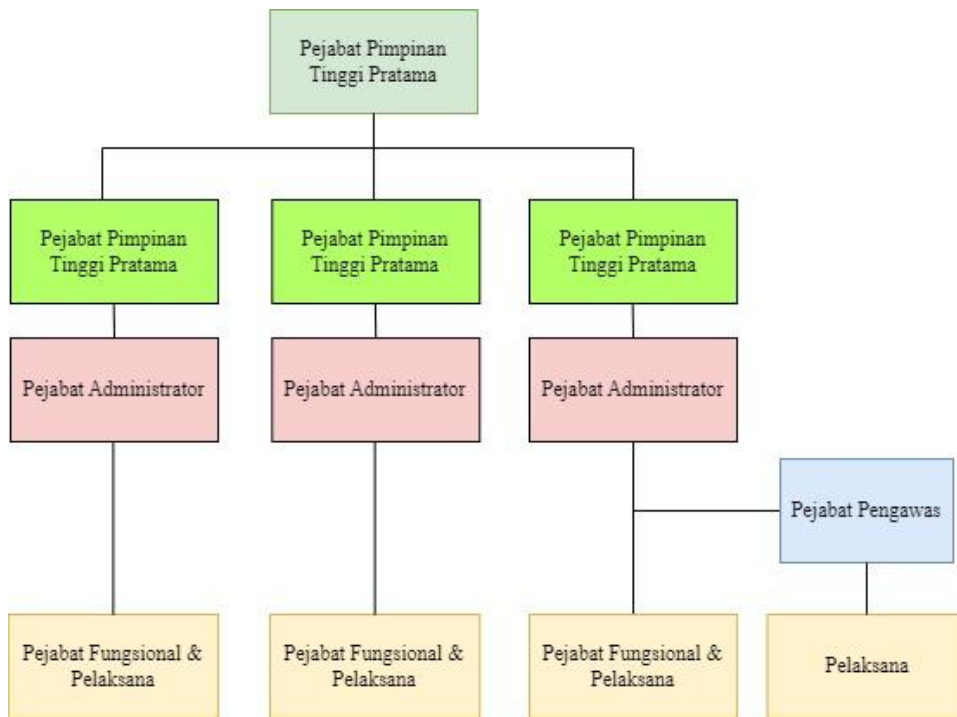 Pejabat Pimpinan
Tinggi Pratama
Pejabat Pimpinan
Tinggi Pratama
Pejabat Pimpinan
Tinggi Pratama
Pejabat Pimpinan
Tinggi Pratama
Pejabat Administrator
Pejabat Administrator
Pejabat Administrator
Pejabat Pengawas
Pejabat Fungsional &
Pelaksana
Pejabat Fungsional &
Pelaksana
Pejabat Fungsional &
Pelaksana
Pelaksana